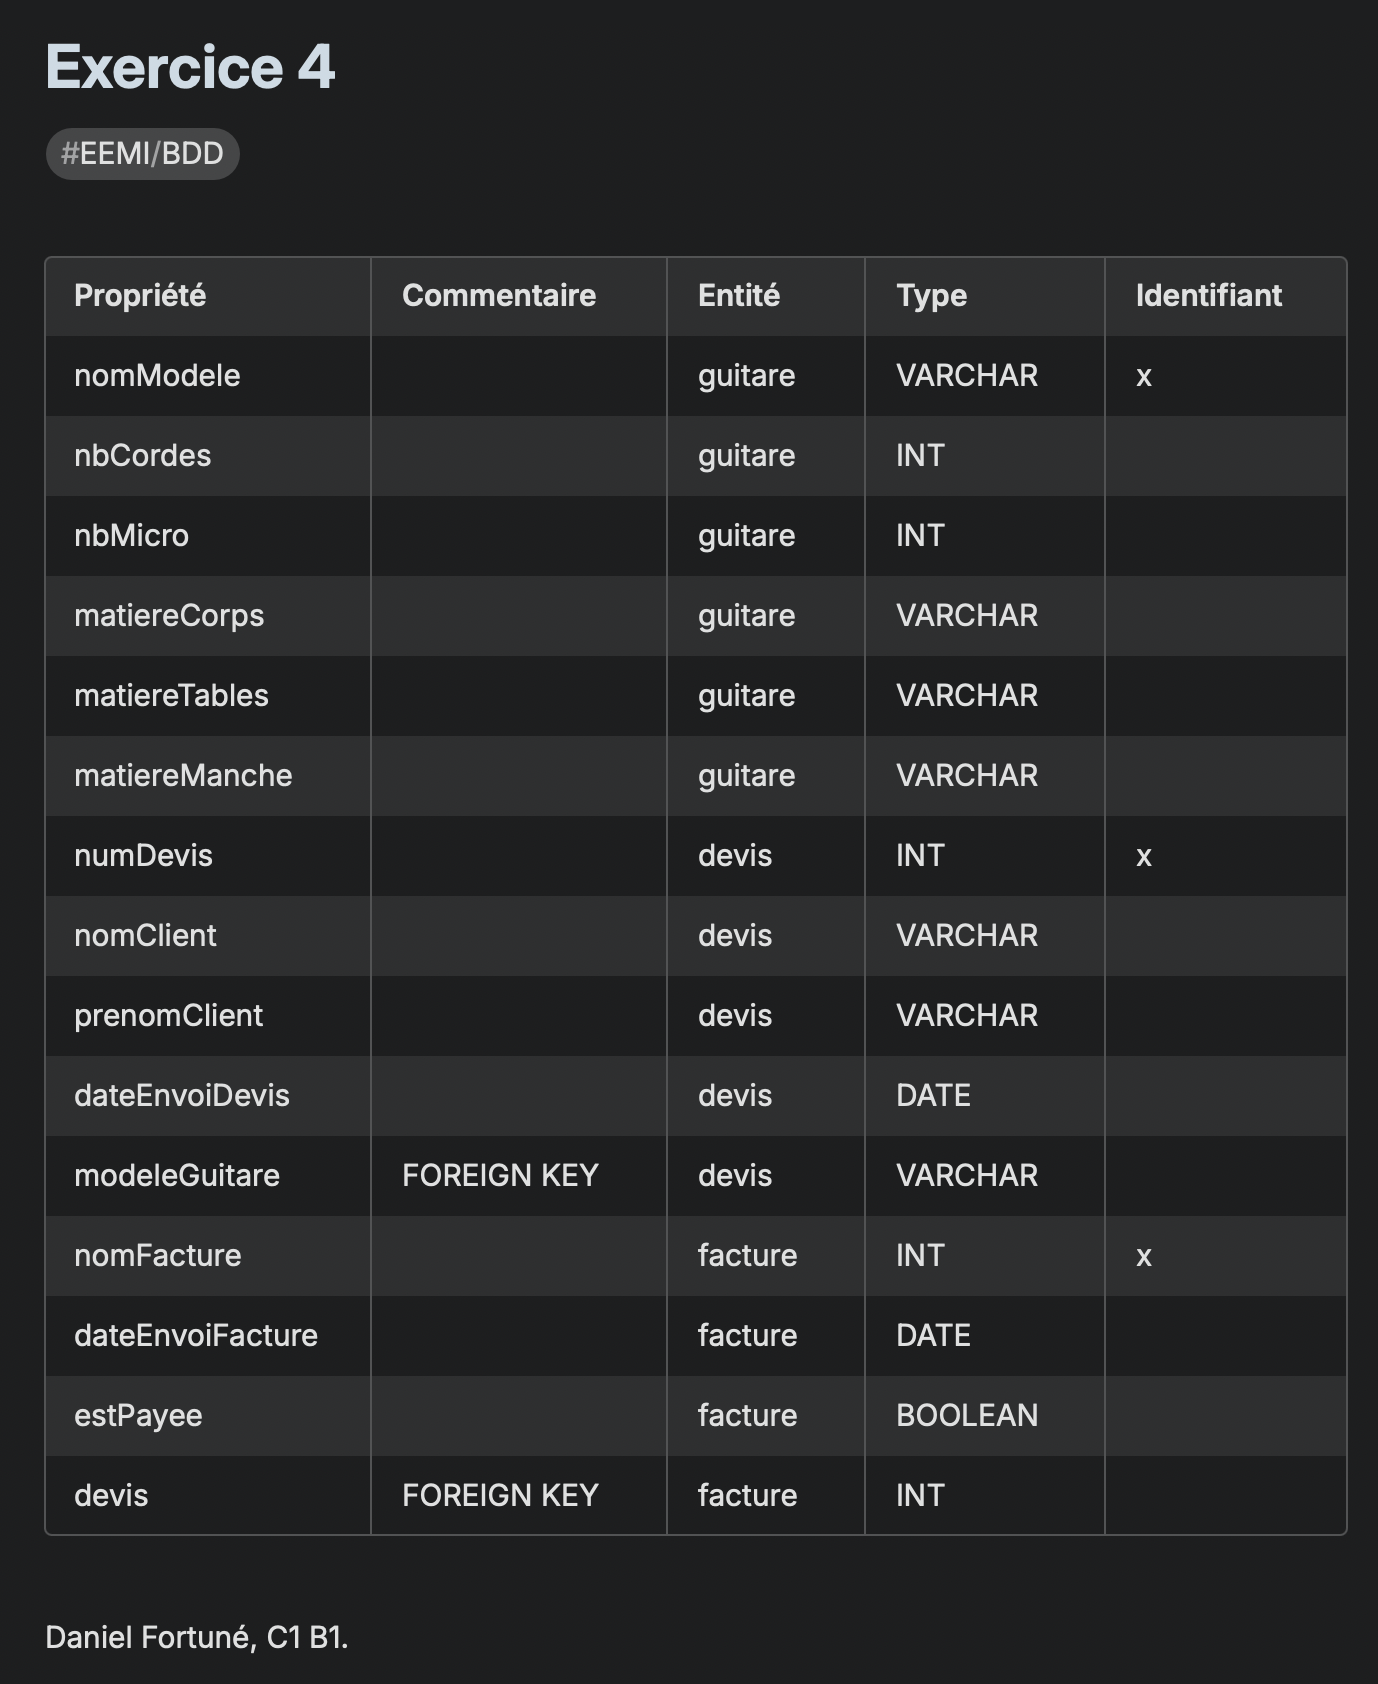 Exercice 4
#EEMI/BDD
Propriété Commentaire Entité Type Identifiant
nomModele guitare VARCHAR x
nbCordes guitare INT
nbMicro guitare INT
matiereCorps guitare VARCHAR
matiereTables guitare VARCHAR
matiereManche guitare VARCHAR
numDevis devis INT x
nomClient devis VARCHAR
prenomClient devis VARCHAR
dateEnvoiDevis devis DATE
modeleGuitare FOREIGN KEY devis VARCHAR
nomFacture facture INT x
dateEnvoiFacture facture DATE
estPayee facture BOOLEAN
devis FOREIGN KEY facture INT
Daniel Fortuné, C1 B1.